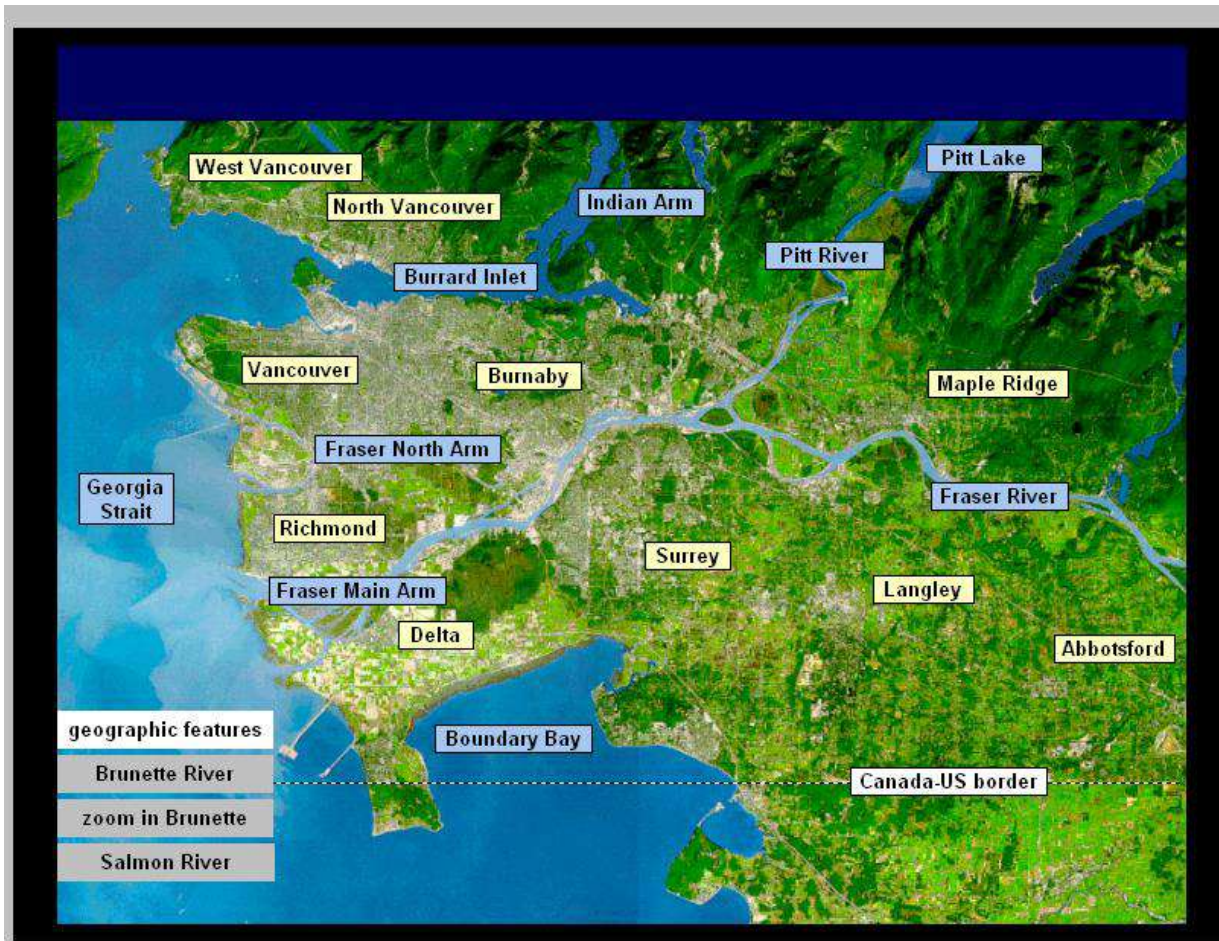 West Vancouver
North Vancouver
Indian Arm
Pitt Lake
Pitt River
Burrard Inlet
Vancouver
Burnaby
Maple Ridge
Fraser North Arm
Georgia
Strait
Fraser River
Richmond
Surrey
Fraser Main Arm
Langley
Delta
Abbotsford
geographic features
Boundary Bay
Brunette River
Canada-US border
zoom in Brunette
Salmon River